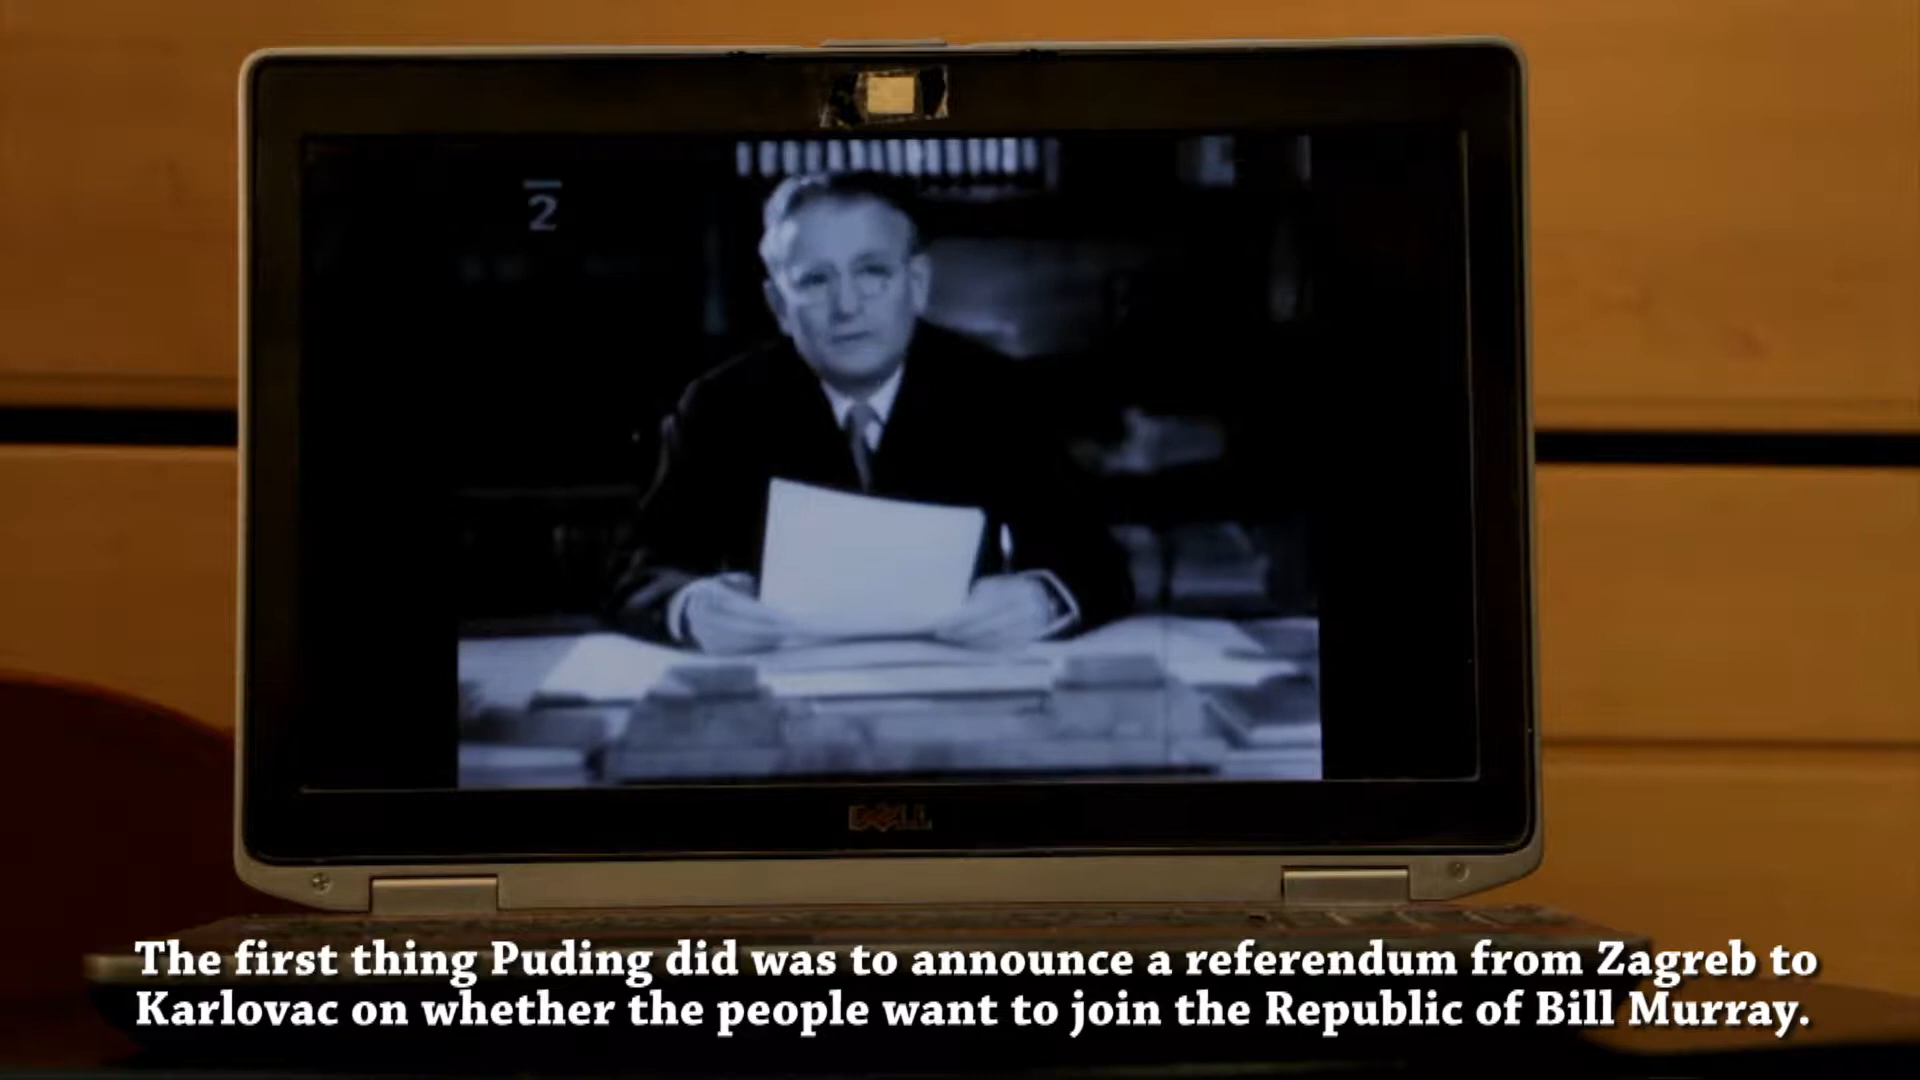 2
DELL
The first thing Puding did was to announce a referendum from Zagreb to
Karlovac on whether the people want to join the Republic of Bill Murray.